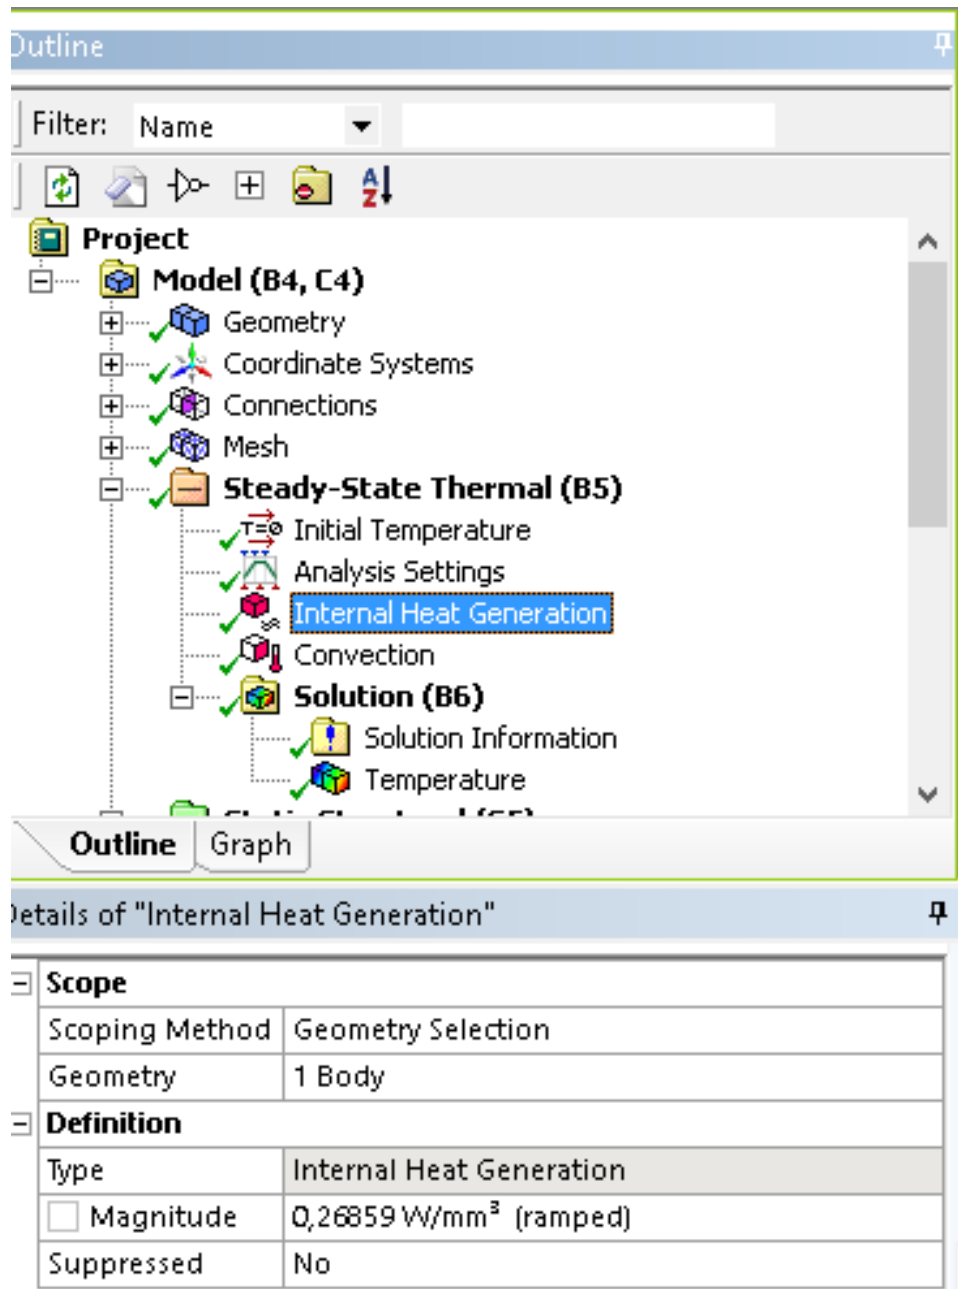 Outline
Filter: Name
Project
Model (B4, C4)
Geometry
Coordinate Systems
Connections
Mesh
Steady-State Thermal (B5)
T=0 Initial Temperature
Analysis Settings
Internal Heat Generation
Convection
Solution (B6)
Solution Information
Temperature
Outline Graph
Details of "Internal Heat Generation"
Scope
Scoping Method Geometry Selection
Geometry 1 Body
Definition
Type Internal Heat Generation
Magnitude 0,26859 W/mm³ (ramped)
Suppressed No